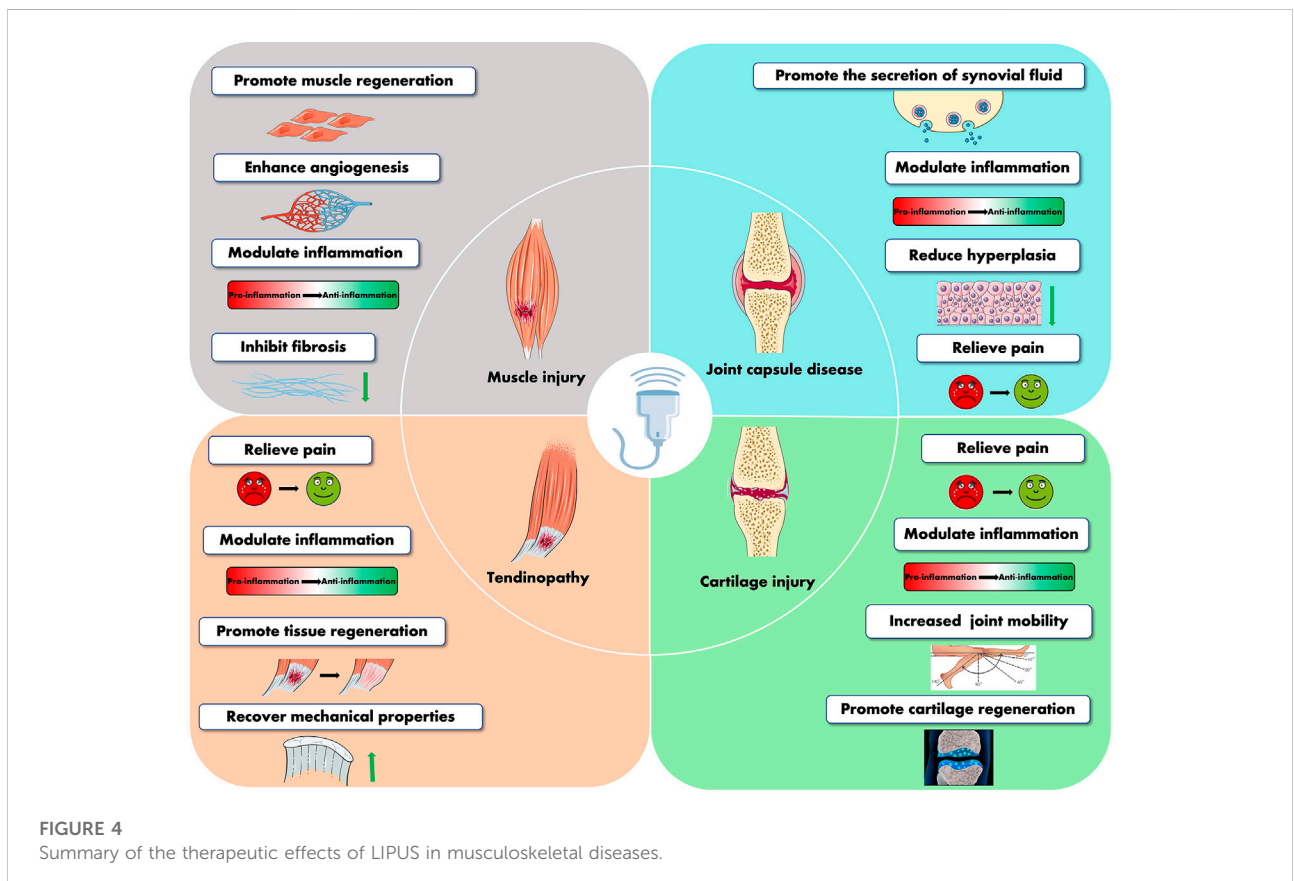 Promote muscle regeneration
Enhance angiogenesis
Modulate inflammation
Pro-inflammation Anti-inflammation
Inhibit fibrosis
Muscle injury
Promote the secretion of synovial fluid
Modulate inflammation
Pro-inflammation Anti-inflammation
Reduce hyperplasia
Relieve pain
Joint capsule disease
Relieve pain
Modulate inflammation
Pro-inflammation Anti-inflammation
Promote tissue regeneration
Recover mechanical properties
Tendinopathy
Cartilage injury
Relieve pain
Modulate inflammation
Pro-inflammation Anti-inflammation
Increased joint mobility
Promote cartilage regeneration
FIGURE 4
Summary of the therapeutic effects of LIPUS in musculoskeletal diseases.